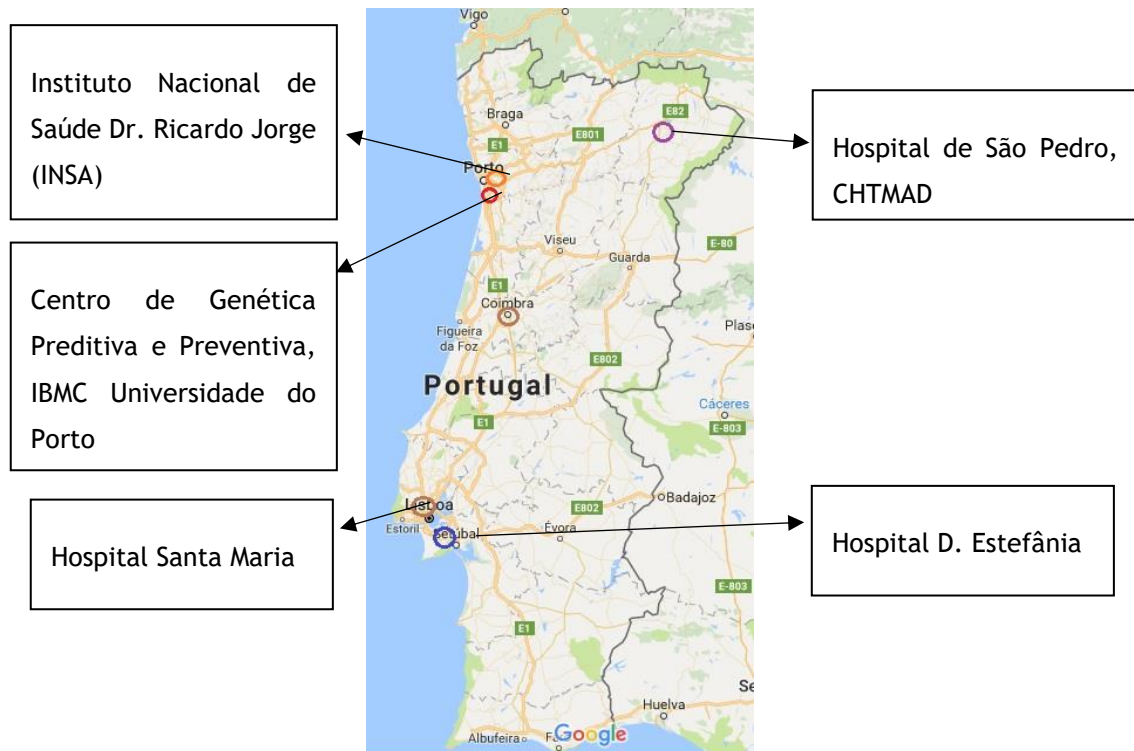 Instituto Nacional de
Saúde Dr. Ricardo Jorge
(INSA)
Centro de Genética
Preditiva e Preventiva,
IBMC Universidade do
Porto
Hospital Santa Maria
Vigo
Braga
E82
E801
E1
Porto
Viseu
E-80
Guarda
E1
Coimbra
Figueira
da Foz
Plas
E802
Portugal
Cáceres
E-803
E1
Lisboa
Badajoz
E802
Estoril
Setúbal
Évora
E-803
E1
Se
Huelva
Albufeira
Fa
Google
Hospital de São Pedro,
CHTMAD
Hospital D. Estefânia